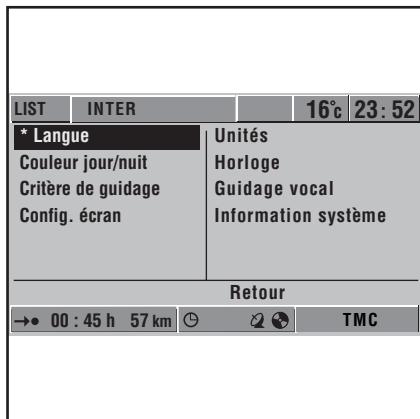 LIST INTER 16°c 23:52
* Langue
Couleur jour/nuit
Critère de guidage
Config. écran
Unités
Horloge
Guidage vocal
Information système
Retour
00:45 h 57 km TMC